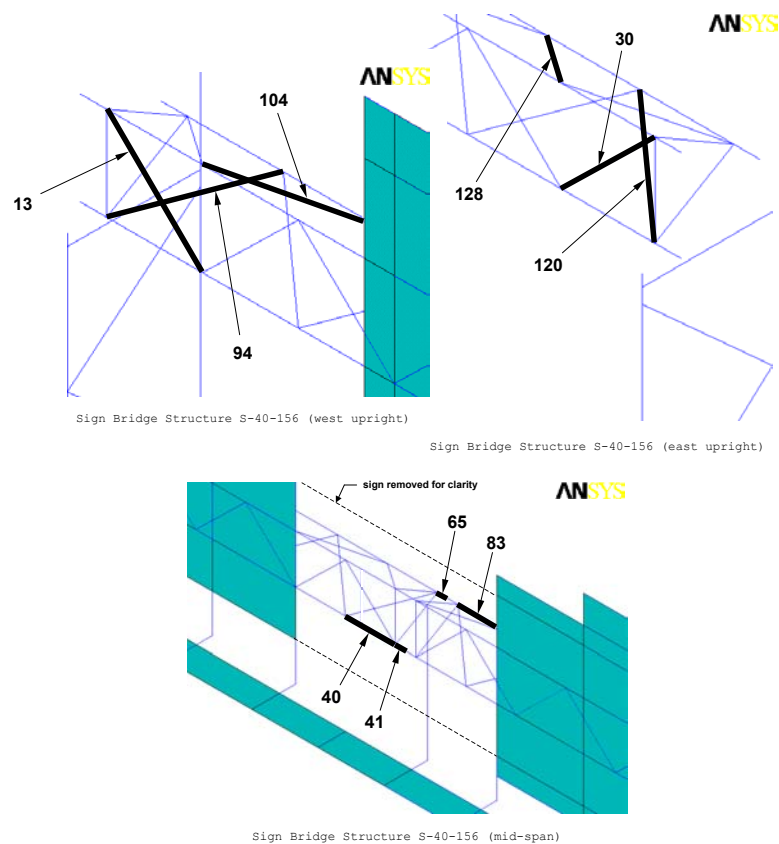 ANSYS
104
13
94
Sign Bridge Structure S-40-156 (west upright)
ANSYS
30
128
120
Sign Bridge Structure S-40-156 (east upright)
sign removed for clarity
ANSYS
65
83
40
41
Sign Bridge Structure S-40-156 (mid-span)